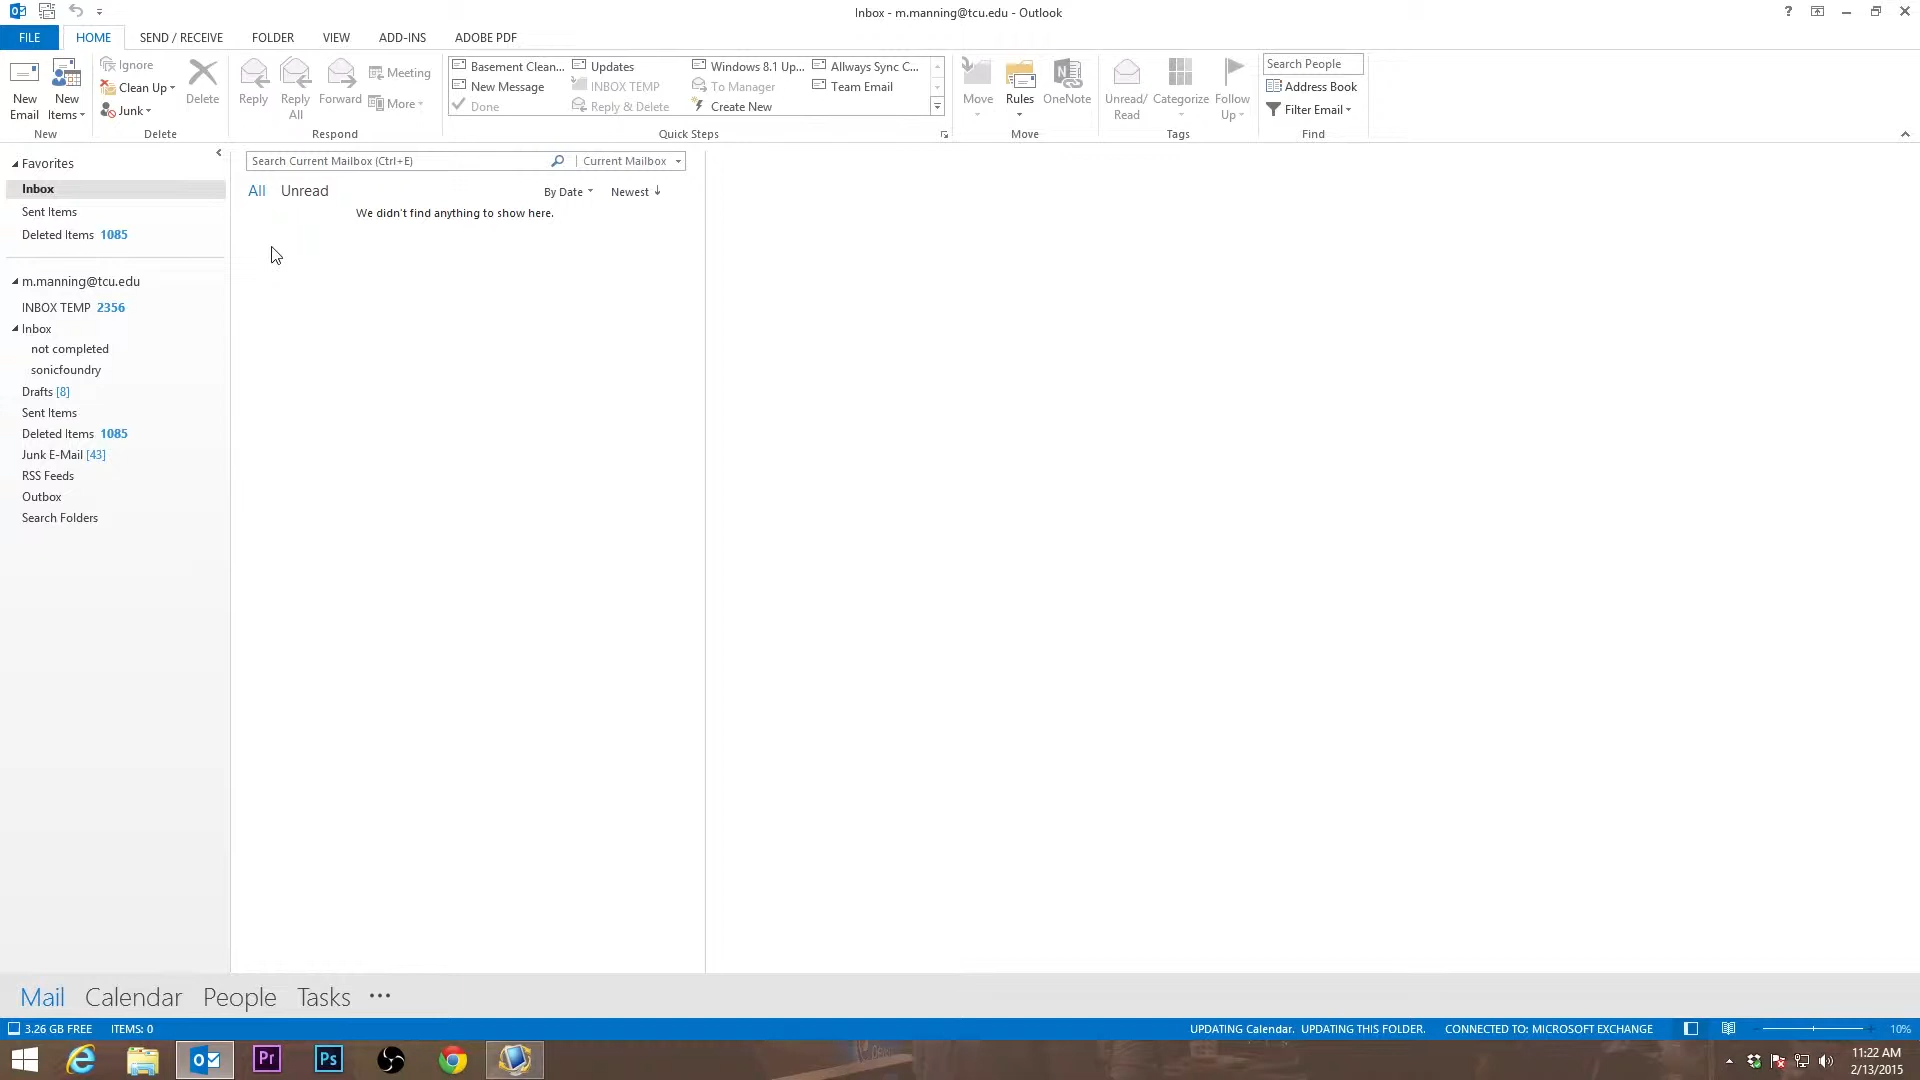 Inbox - m.manning@tcu.edu - Outlook
FILE HOME SEND / RECEIVE FOLDER VIEW ADD-INS ADOBE PDF
New Email
New Items
New
Ignore
Clean Up
Junk
Delete
Delete
Reply
Reply All
Forward
Meeting
More
Respond
Basement Clean... Updates Windows 8.1 Up... Allways Sync C...
New Message INBOX TEMP To Manager Team Email
Done Reply & Delete Create New
Quick Steps
Move
Rules
OneNote
Move
Unread/ Read
Categorize
Follow Up
Tags
Search People
Address Book
Filter Email
Find
Favorites
Inbox
Sent Items
Deleted Items 1085
m.manning@tcu.edu
INBOX TEMP 2356
Inbox
not completed
sonicfoundry
Drafts [8]
Sent Items
Deleted Items 1085
Junk E-Mail [43]
RSS Feeds
Outbox
Search Folders
Search Current Mailbox (Ctrl+E) Current Mailbox
All Unread By Date Newest
We didn't find anything to show here.
Mail Calendar People Tasks ...
3.26 GB FREE ITEMS: 0 UPDATING Calendar. UPDATING THIS FOLDER. CONNECTED TO: MICROSOFT EXCHANGE 10%
Pr Ps
11:22 AM
2/13/2015